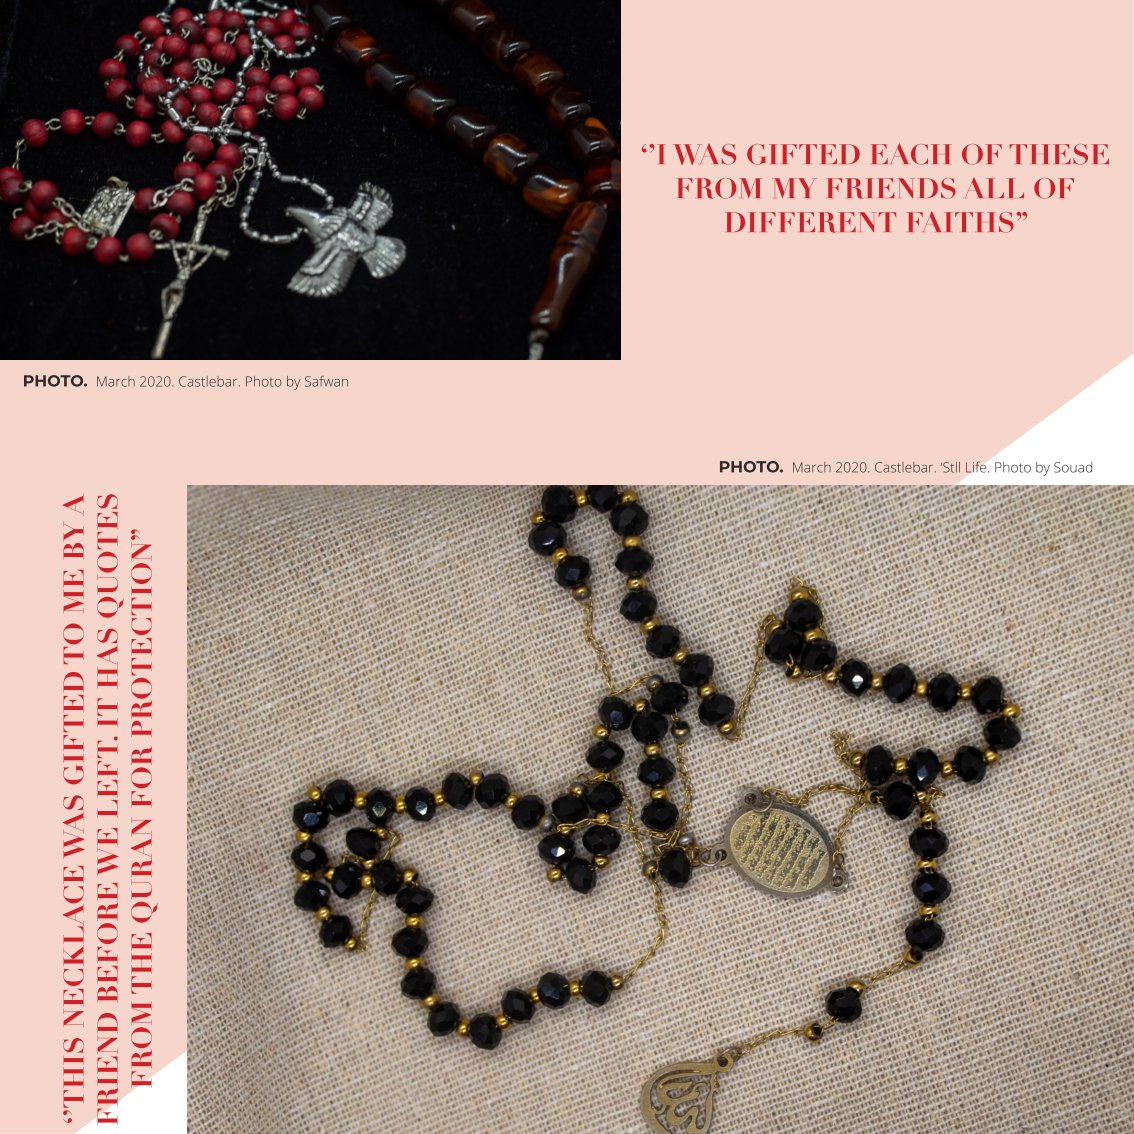 ‘’I WAS GIFTED EACH OF THESE
FROM MY FRIENDS ALL OF
DIFFERENT FAITHS”
PHOTO. March 2020. Castlebar. Photo by Safwan
PHOTO. March 2020. Castlebar. ‘Stll Life. Photo by Souad
‘’THIS NECKLACE WAS GIFTED TO ME BY A
FRIEND BEFORE WE LEFT. IT HAS QUOTES
FROM THE QURAN FOR PROTECTION”